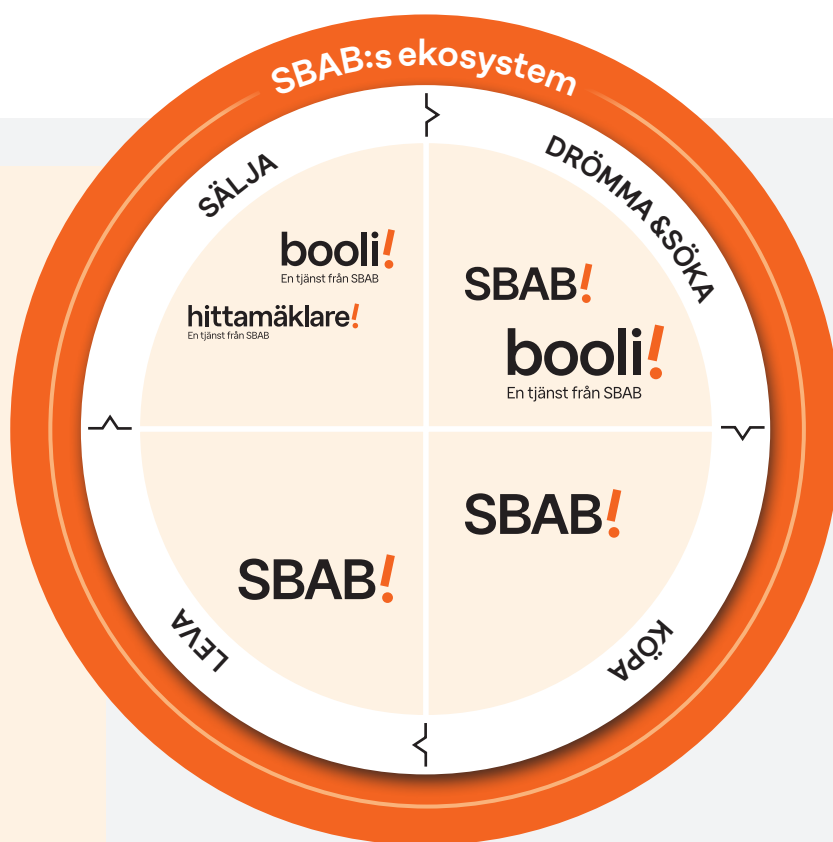 SBAB:s ekosystem
SÄLJA
booli!
En tjänst från SBAB
hittamäklare!
En tjänst från SBAB
DRÖMMA &SÖKA
SBAB!
booli!
En tjänst från SBAB
SBAB!
KÖPA
SBAB!
LEVA